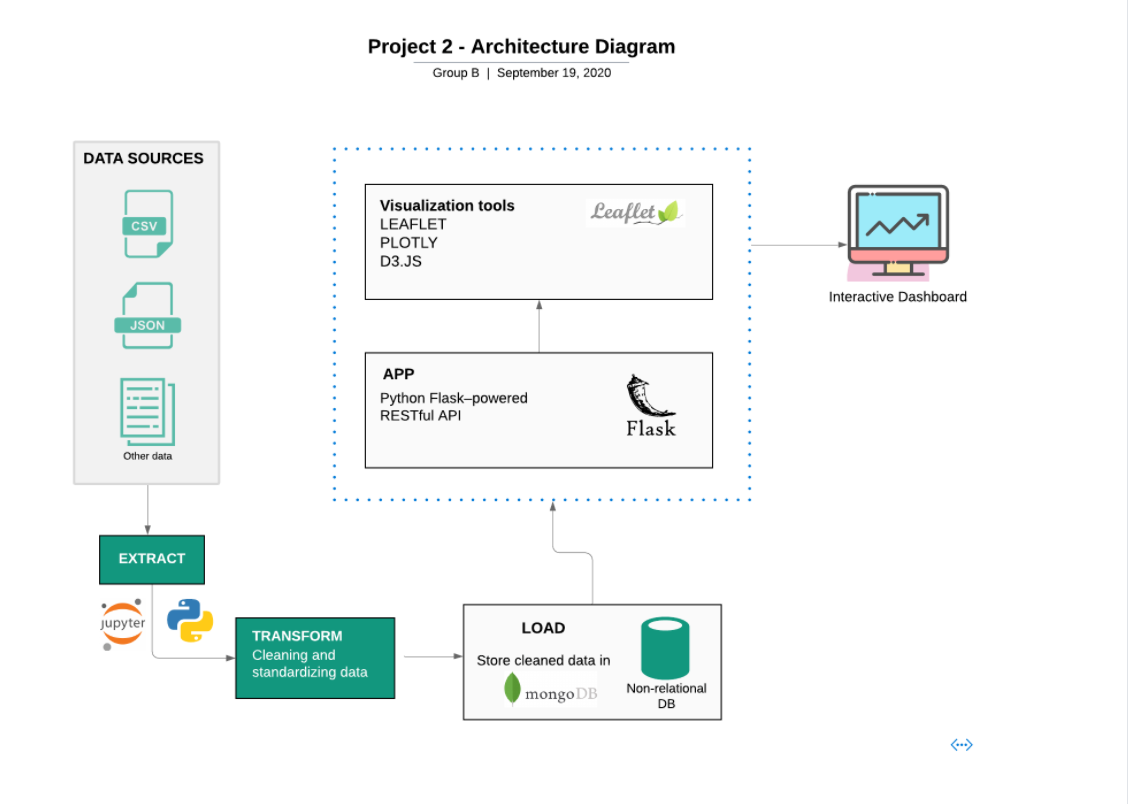 Project 2 - Architecture Diagram
Group B | September 19, 2020
DATA SOURCES
CSV
JSON
Other data
Visualization tools
LEAFLET
PLOTLY
D3.JS
Leaflet
Interactive Dashboard
APP
Python Flask–powered
RESTful API
Flask
EXTRACT
jupyter
TRANSFORM
Cleaning and
standardizing data
LOAD
Store cleaned data in
mongoDB
Non-relational
DB